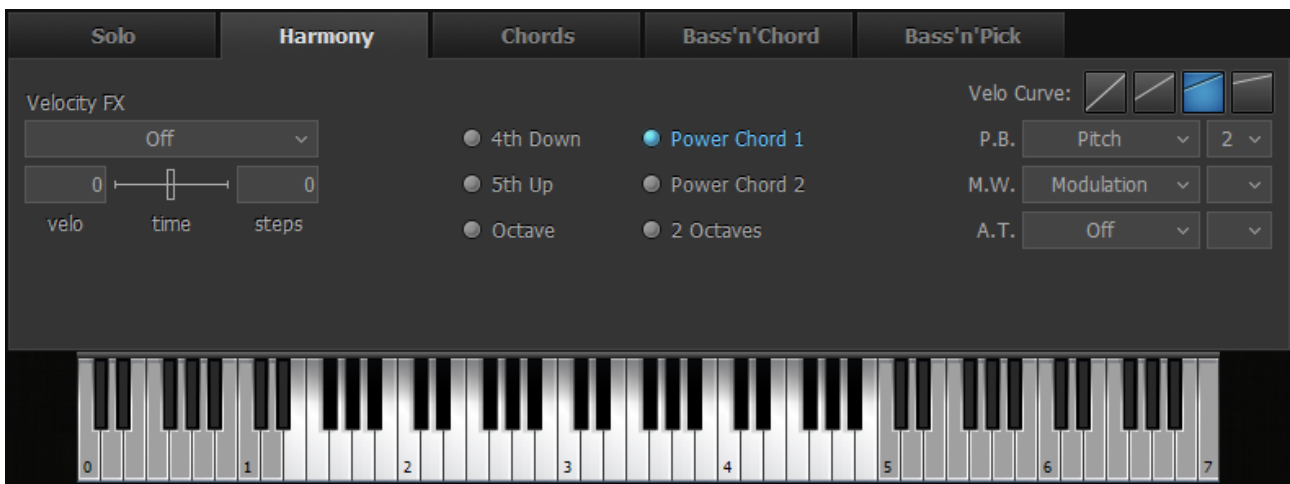 Solo Harmony Chords Bass'n'Chord Bass'n'Pick
Velo Curve:
Velocity FX
Off 4th Down Power Chord 1 P.B. Pitch 2
0 0 5th Up Power Chord 2 M.W. Modulation
velo time steps Octave 2 Octaves A.T. Off
0 1 2 3 4 5 6 7